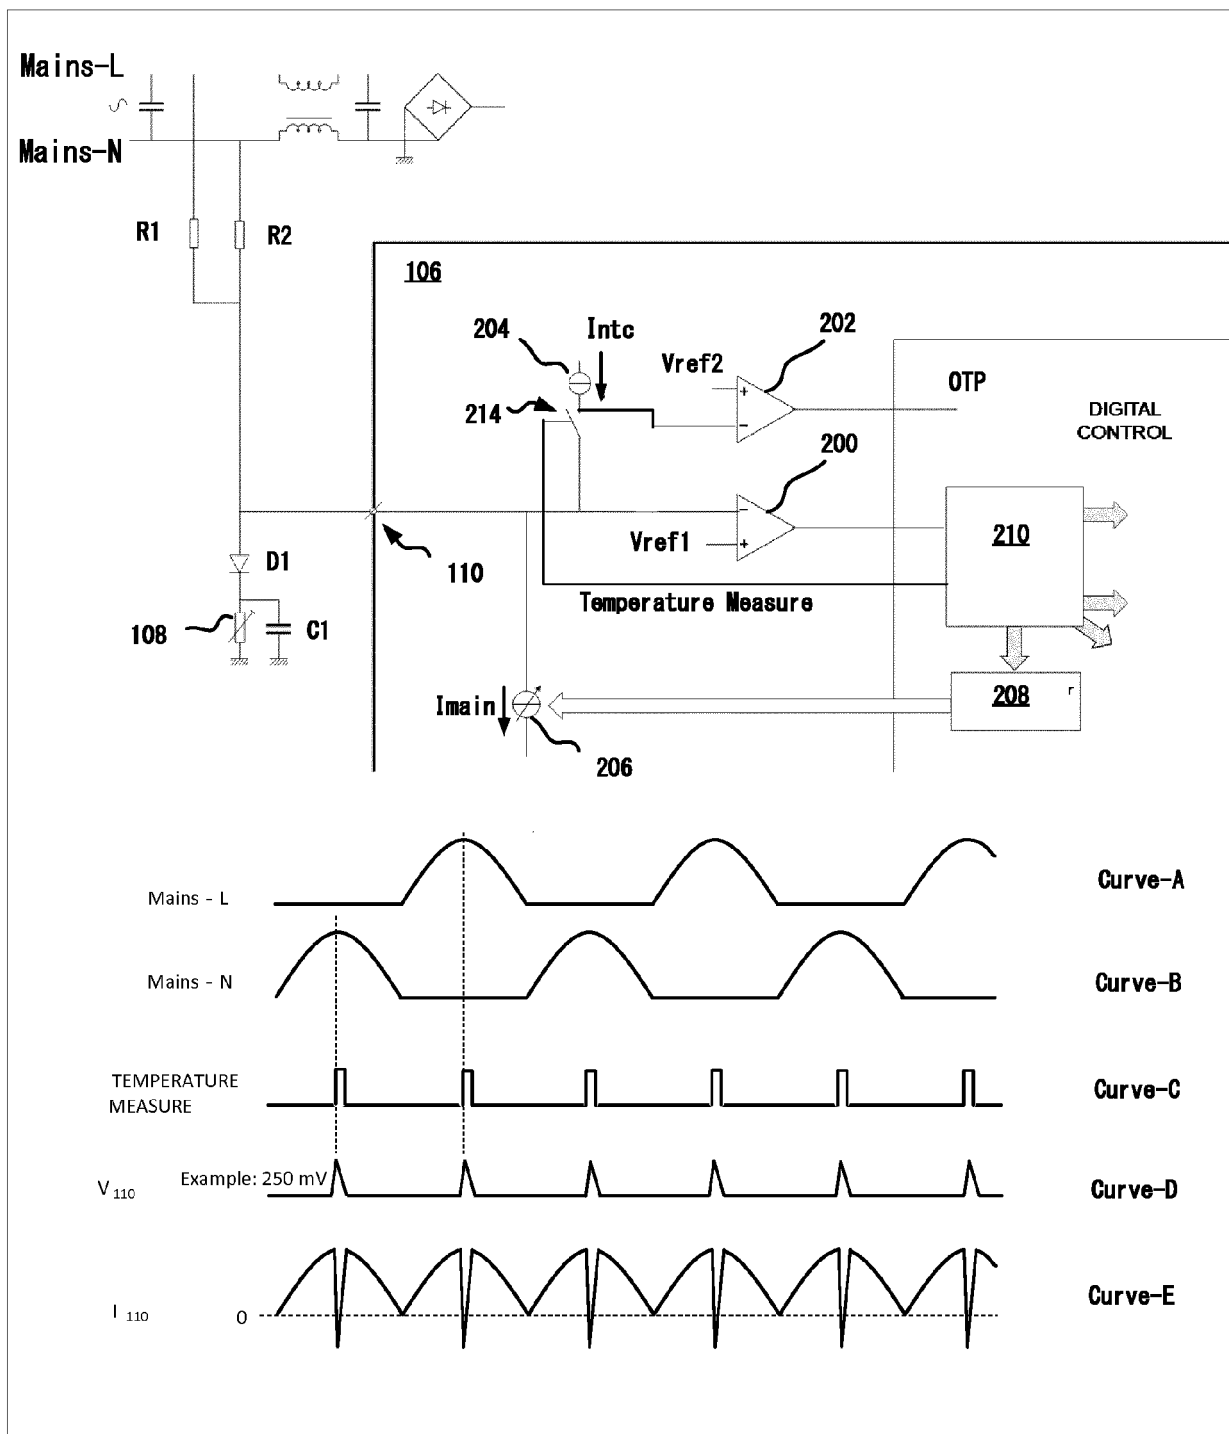 Mains-L
Mains-N
R1
R2
106
204
Intc
Vref2
202
OTP
DIGITAL
CONTROL
214
200
210
Vref1
D1
110
Temperature Measure
108
C1
208
r
Imain
206
Mains - L
Curve-A
Mains - N
Curve-B
TEMPERATURE
MEASURE
Curve-C
V 110
Example: 250 mV
Curve-D
I 110
0
Curve-E